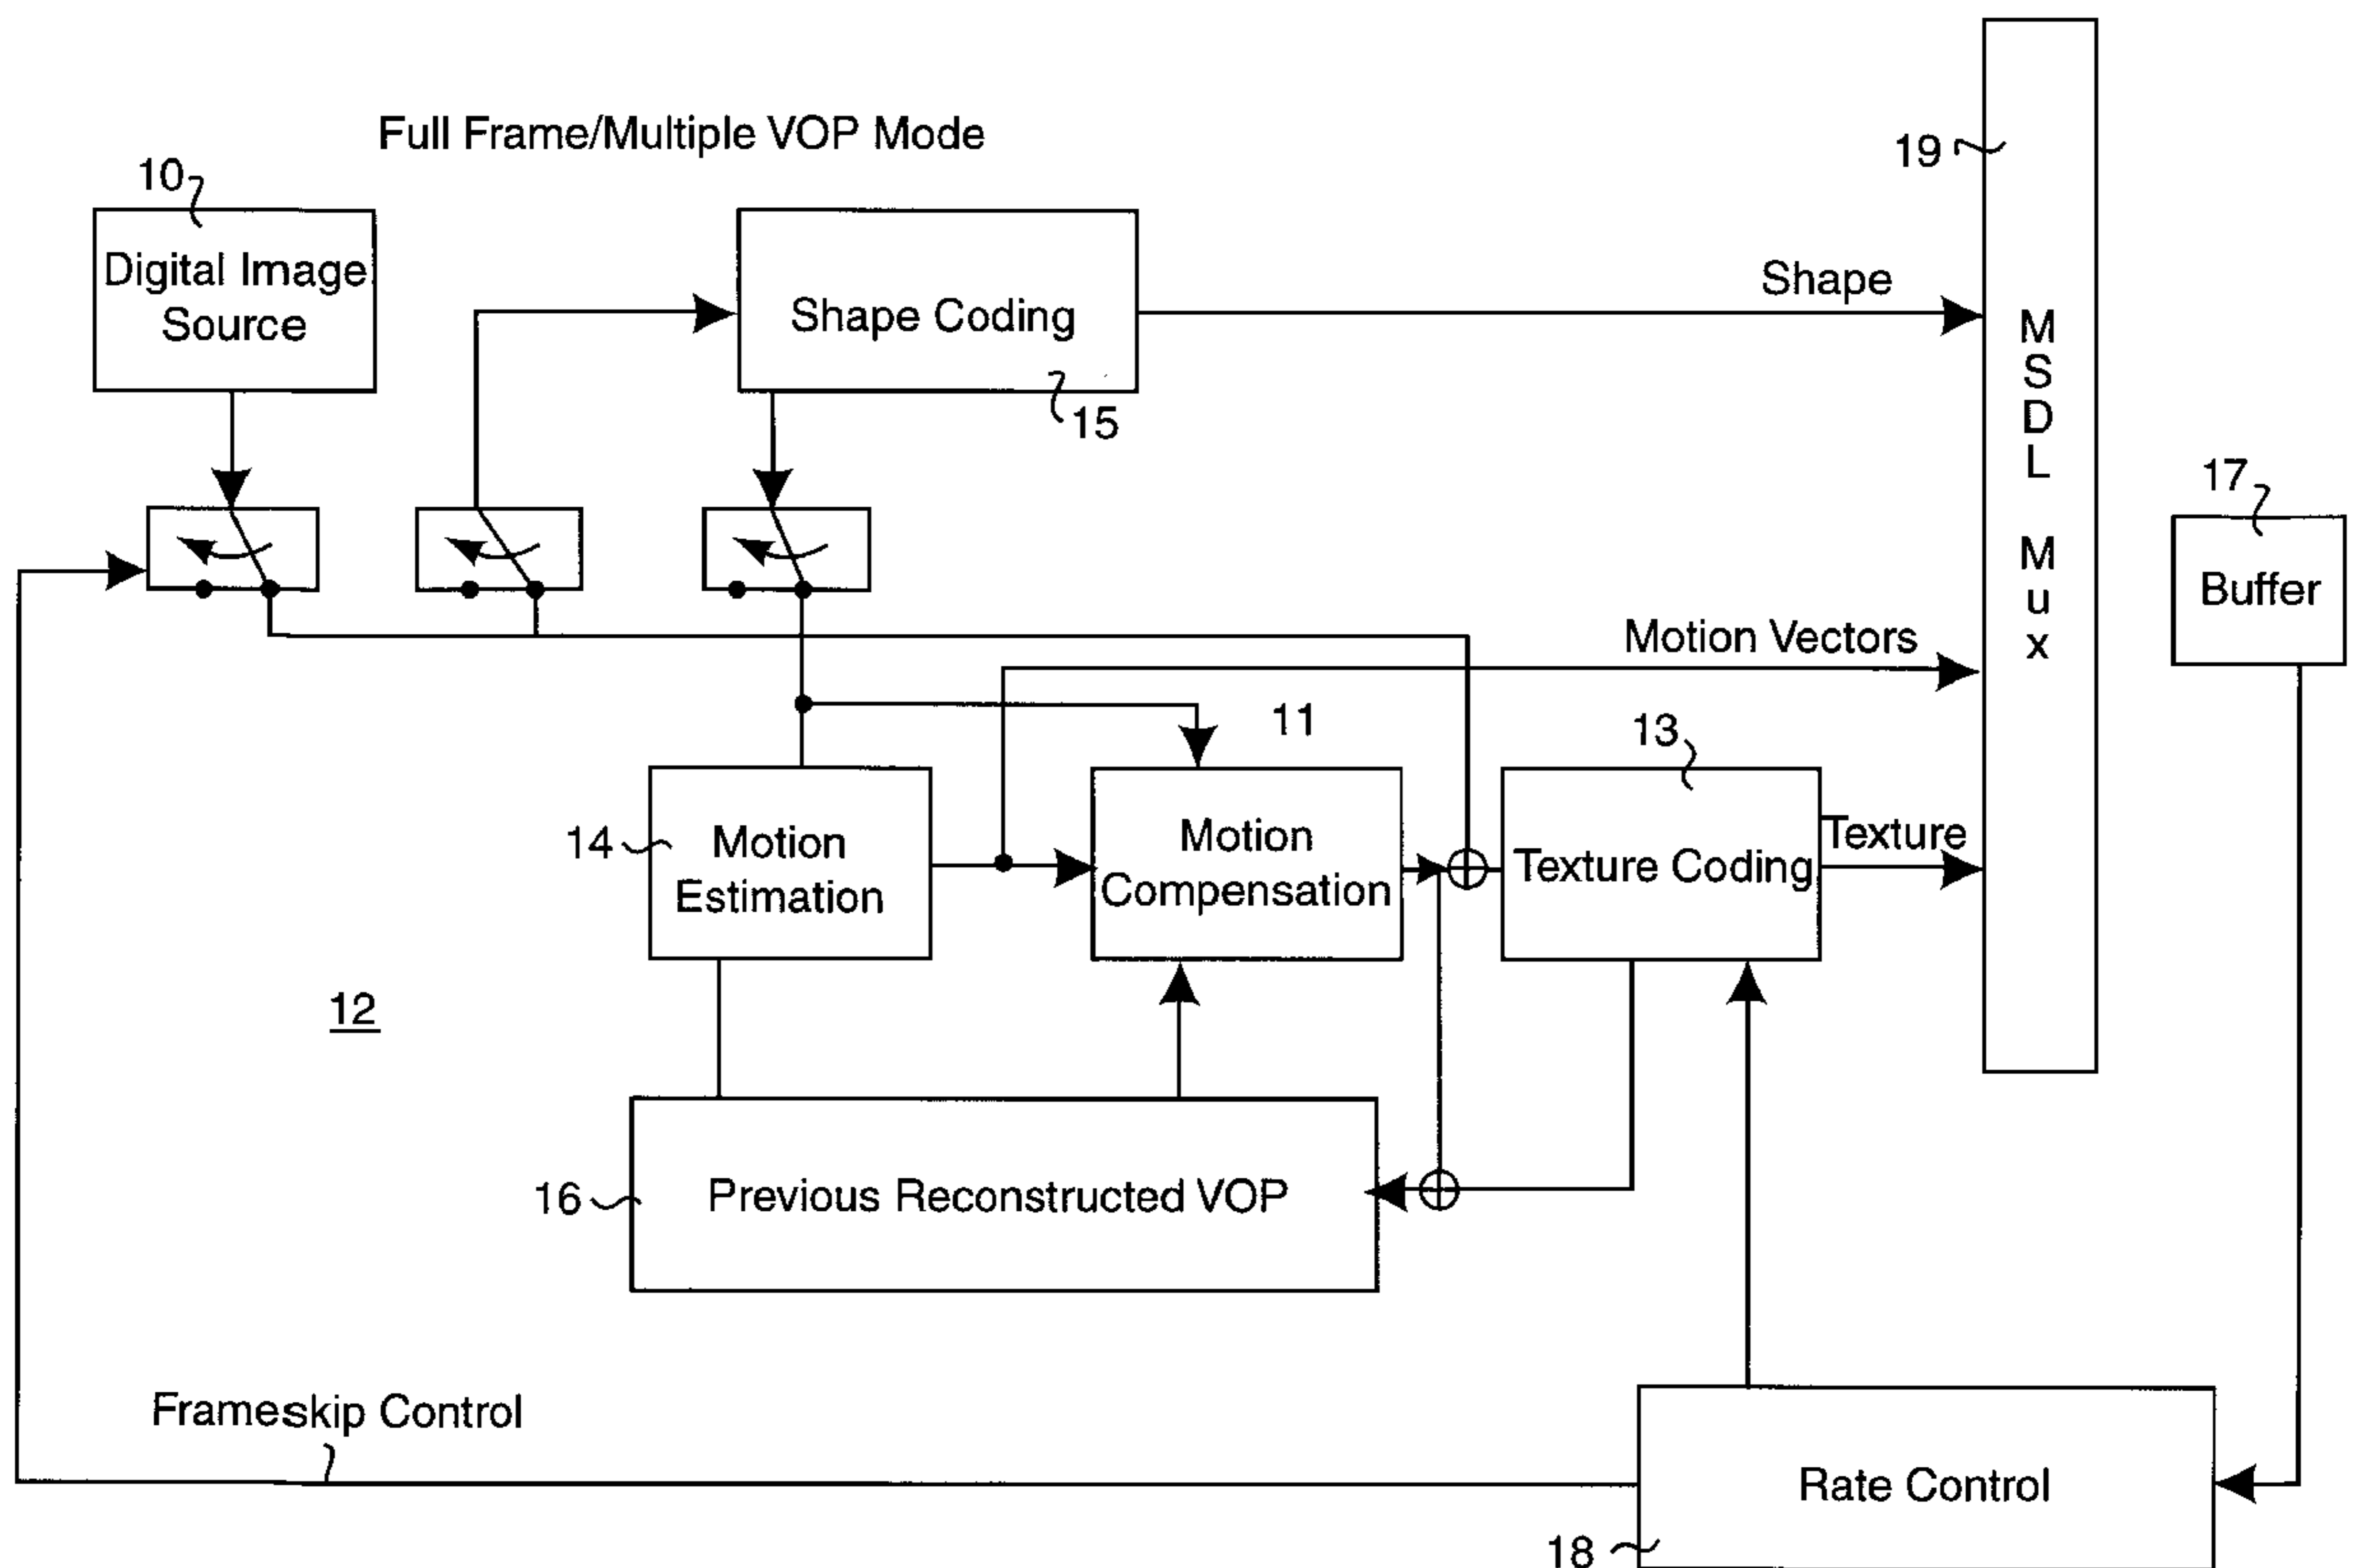 Full Frame/Multiple VOP Mode
10
Digital Image
Source
Shape Coding
15
Shape
19
M
S
D
L
M
u
x
17
Buffer
Motion Vectors
11
13
14
Motion
Estimation
Motion
Compensation
Texture Coding
Texture
12
16
Previous Reconstructed VOP
Frameskip Control
Rate Control
18